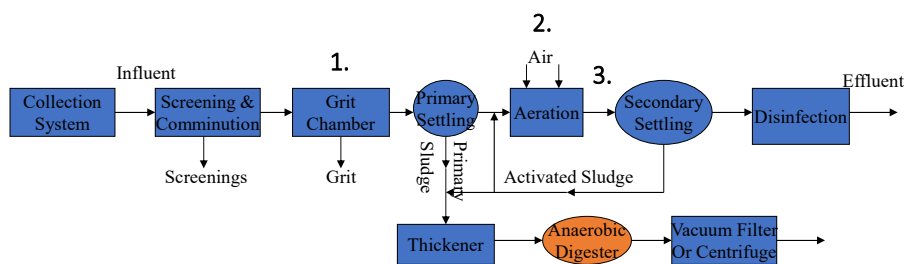 2.
1.
Air
3.
Influent
Effluent
Collection
System
Screening &
Comminution
Grit
Chamber
Primary
Settling
Aeration
Secondary
Settling
Disinfection
Screenings
Grit
Primary
Sludge
Activated Sludge
Thickener
Anaerobic
Digester
Vacuum Filter
Or Centrifuge